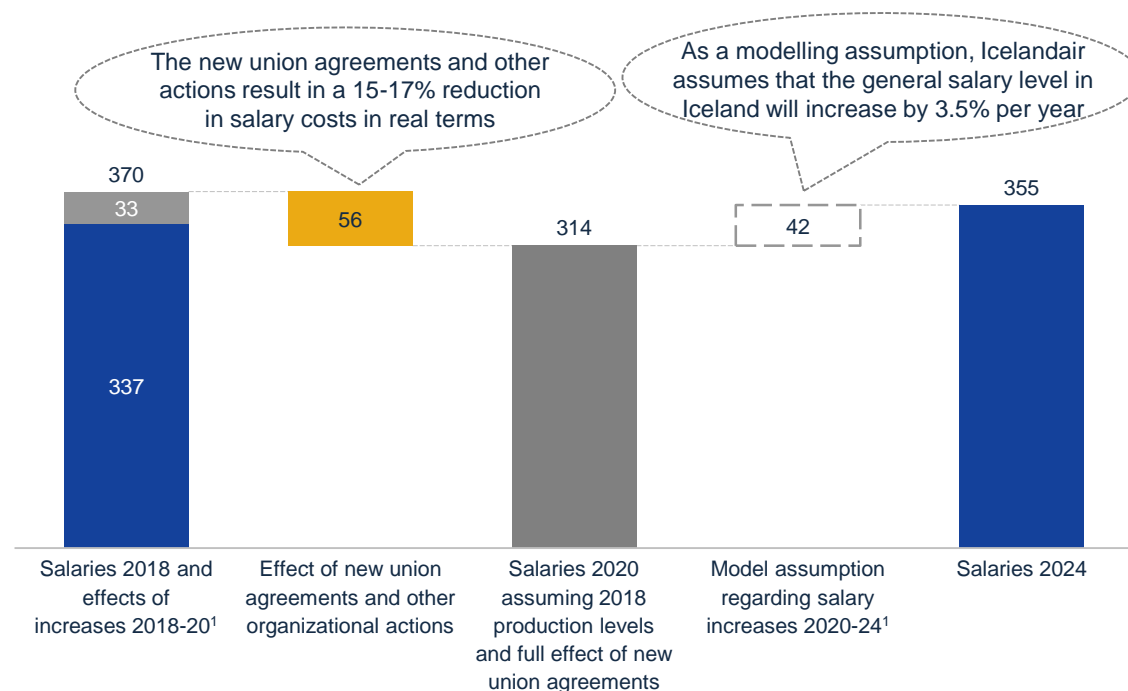 The new union agreements and other
actions result in a 15-17% reduction
in salary costs in real terms
As a modelling assumption, Icelandair
assumes that the general salary level in
Iceland will increase by 3.5% per year
370
33
337
56
314
42
355
Salaries 2018 and
effects of
increases 2018-20¹
Effect of new union
agreements and other
organizational actions
Salaries 2020
assuming 2018
production levels
and full effect of new
union agreements
Model assumption
regarding salary
increases 2020-24¹
Salaries 2024